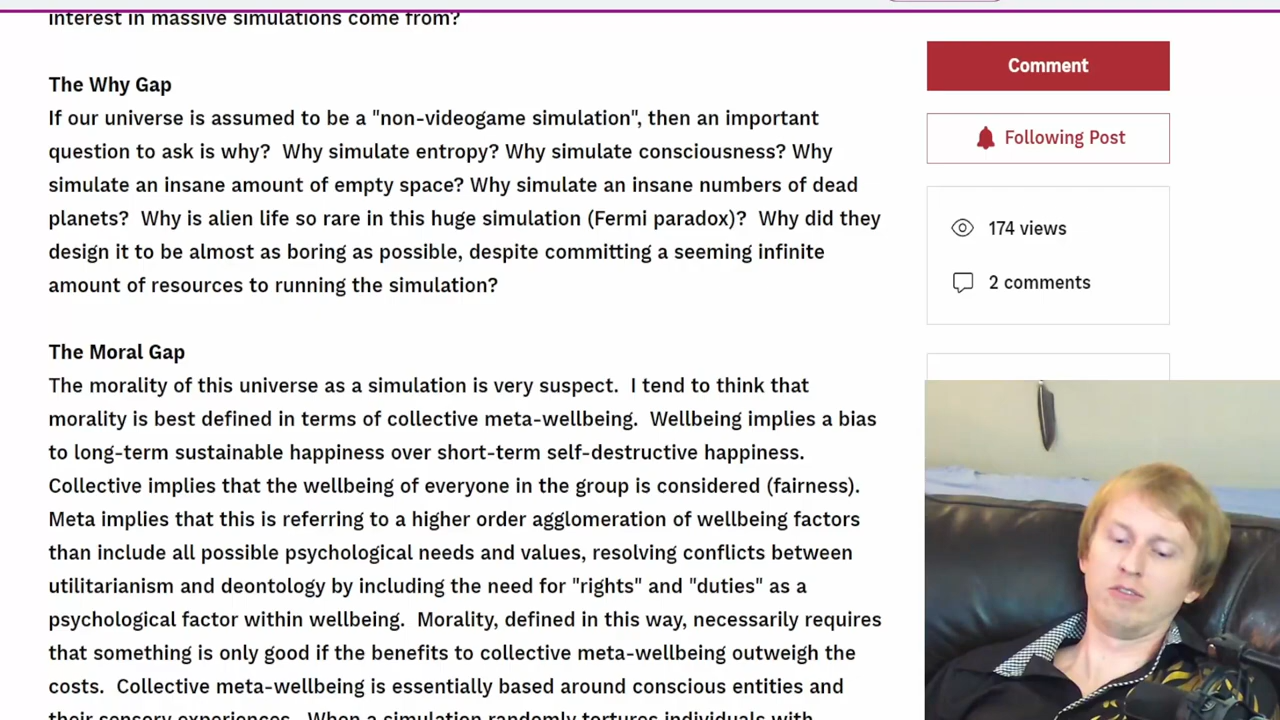 interest in massive simulations come from?
The Why Gap
If our universe is assumed to be a "non-videogame simulation", then an important
question to ask is why?  Why simulate entropy? Why simulate consciousness? Why
simulate an insane amount of empty space? Why simulate an insane numbers of dead
planets?  Why is alien life so rare in this huge simulation (Fermi paradox)?  Why did they
design it to be almost as boring as possible, despite committing a seeming infinite
amount of resources to running the simulation?
The Moral Gap
The morality of this universe as a simulation is very suspect.  I tend to think that
morality is best defined in terms of collective meta-wellbeing.  Wellbeing implies a bias
to long-term sustainable happiness over short-term self-destructive happiness.
Collective implies that the wellbeing of everyone in the group is considered (fairness).
Meta implies that this is referring to a higher order agglomeration of wellbeing factors
than include all possible psychological needs and values, resolving conflicts between
utilitarianism and deontology by including the need for "rights" and "duties" as a
psychological factor within wellbeing.  Morality, defined in this way, necessarily requires
that something is only good if the benefits to collective meta-wellbeing outweigh the
costs.  Collective meta-wellbeing is essentially based around conscious entities and
their sensory experiences.  When a simulation randomly tortures individuals with
Comment
Following Post
174 views
2 comments